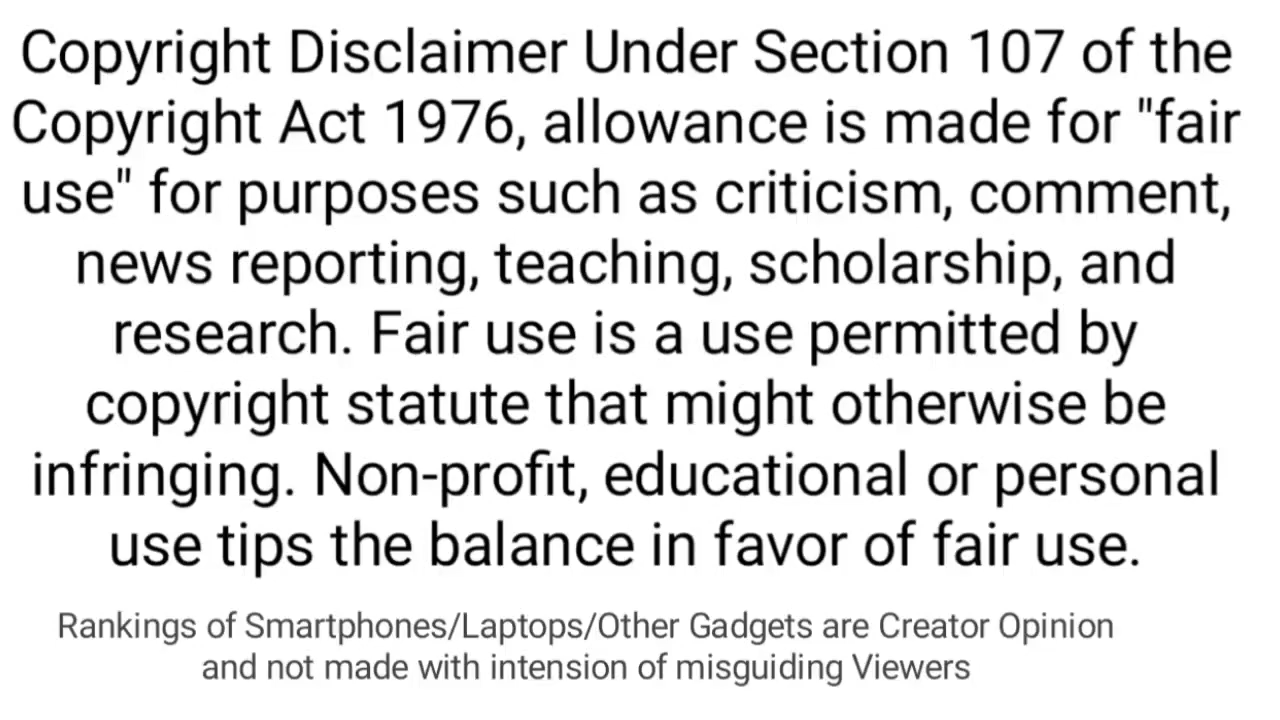 Copyright Disclaimer Under Section 107 of the
Copyright Act 1976, allowance is made for "fair
use" for purposes such as criticism, comment,
news reporting, teaching, scholarship, and
research. Fair use is a use permitted by
copyright statute that might otherwise be
infringing. Non-profit, educational or personal
use tips the balance in favor of fair use.
Rankings of Smartphones/Laptops/Other Gadgets are Creator Opinion
and not made with intension of misguiding Viewers